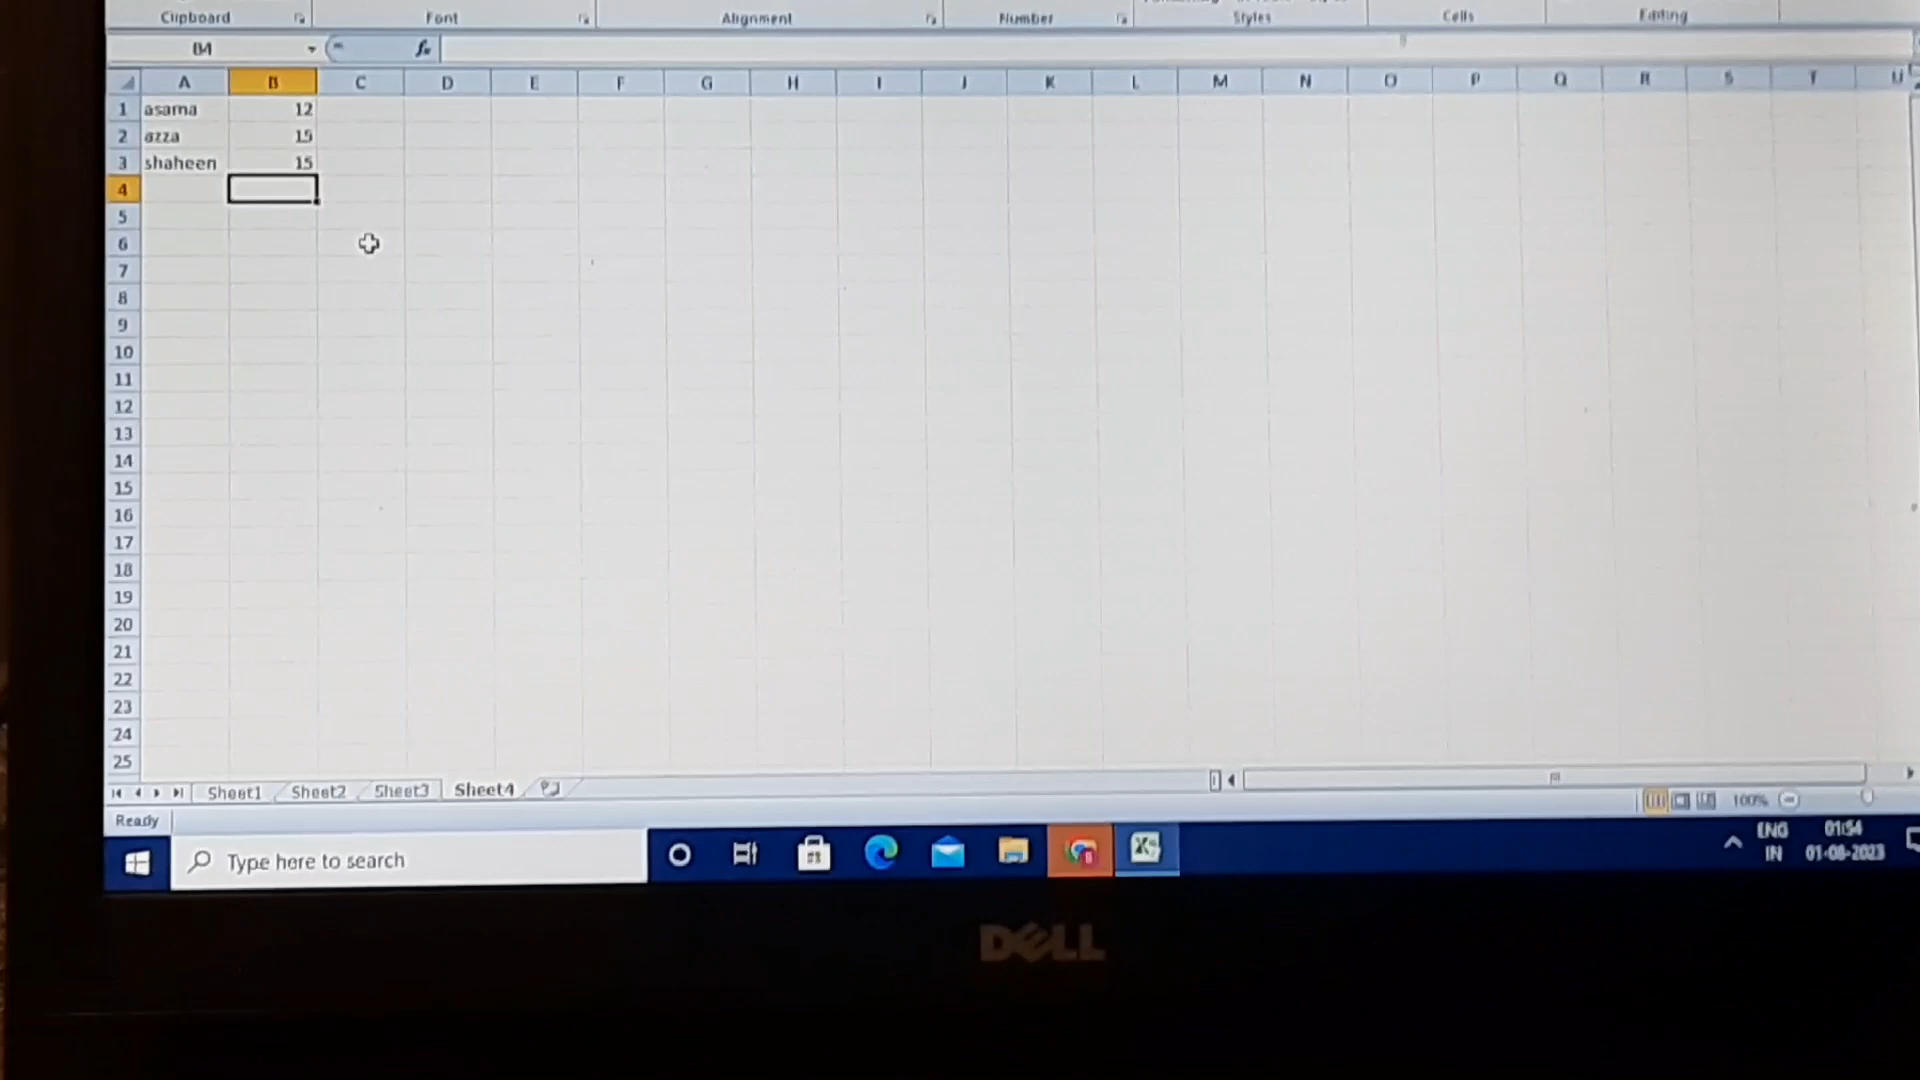 Clipboard Font Alignment Number Styles Cells Editing
B4 fx
A B C D E F G H I J K L M N O P Q R S T U
1 asama 12
2 azza 15
3 shaheen 15
4
5
6
7
8
9
10
11
12
13
14
15
16
17
18
19
20
21
22
23
24
25
Sheet1 Sheet2 Sheet3 Sheet4
Ready 100%
Type here to search
ENG 01:54
IN 01-08-2023
DELL